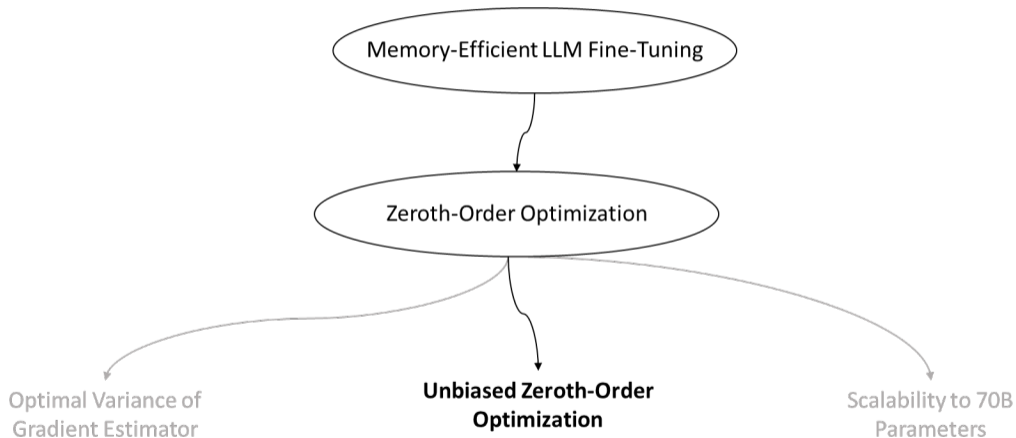 Memory-Efficient LLM Fine-Tuning
Zeroth-Order Optimization
Optimal Variance of
Gradient Estimator
Unbiased Zeroth-Order
Optimization
Scalability to 70B
Parameters